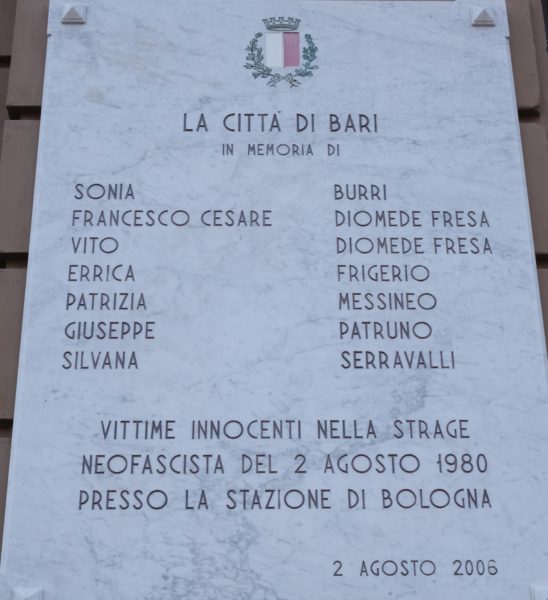 LA CITTÀ DI BARI
IN MEMORIA DI
SONIA BURRI
FRANCESCO CESARE DIOMEDE FRESA
VITO DIOMEDE FRESA
ERRICA FRIGERIO
PATRIZIA MESSINEO
GIUSEPPE PATRUNO
SILVANA SERRAVALLI
VITTIME INNOCENTI NELLA STRAGE
NEOFASCISTA DEL 2 AGOSTO 1980
PRESSO LA STAZIONE DI BOLOGNA
2 AGOSTO 2006